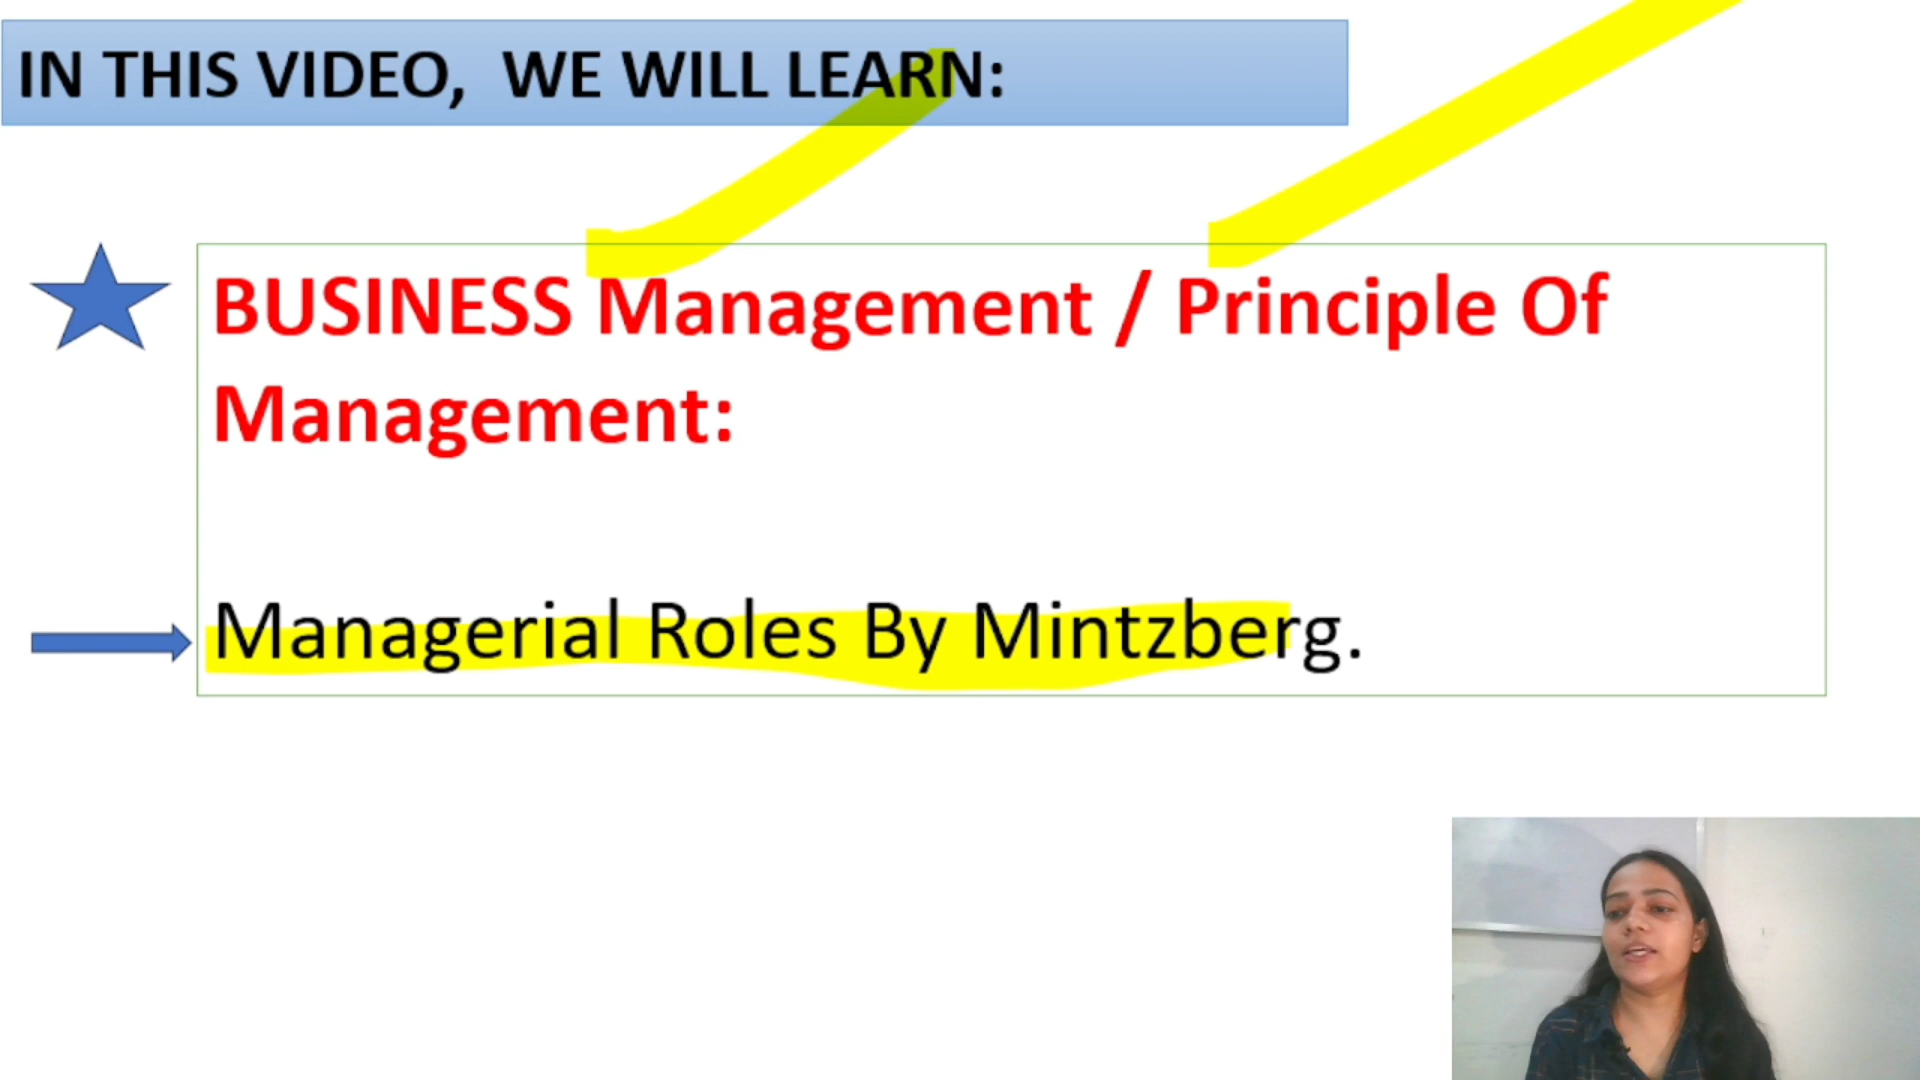 IN THIS VIDEO, WE WILL LEARN:
BUSINESS Management / Principle Of
Management:
Managerial Roles By Mintzberg.